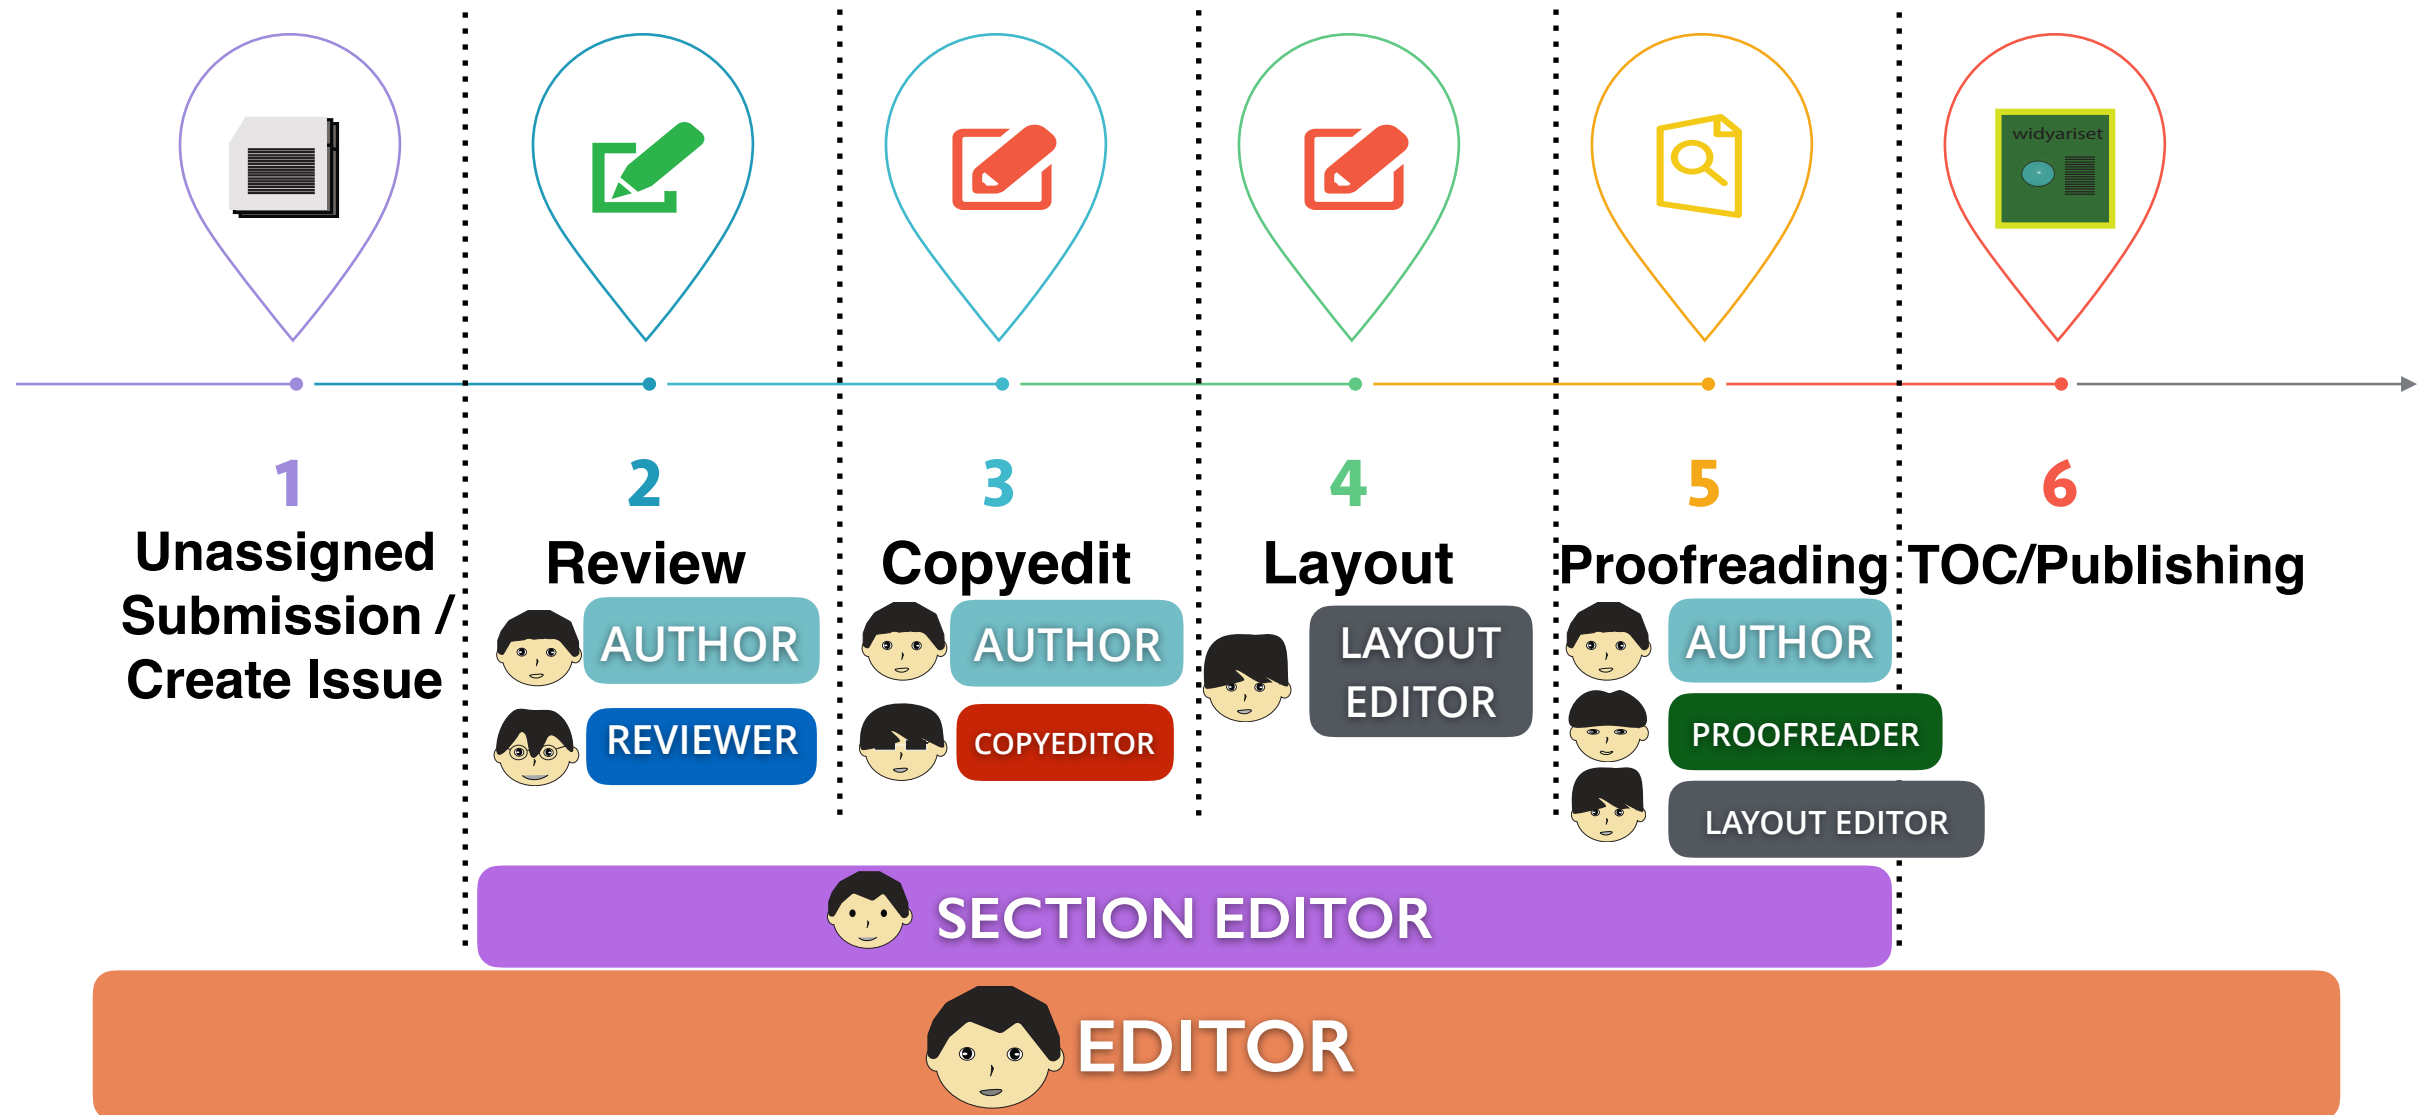 widyariset
1
Unassigned
Submission /
Create Issue
2
Review
AUTHOR
REVIEWER
3
Copyedit
AUTHOR
COPYEDITOR
4
Layout
LAYOUT
EDITOR
5
Proofreading
AUTHOR
PROOFREADER
LAYOUT EDITOR
6
TOC/Publishing
SECTION EDITOR
EDITOR